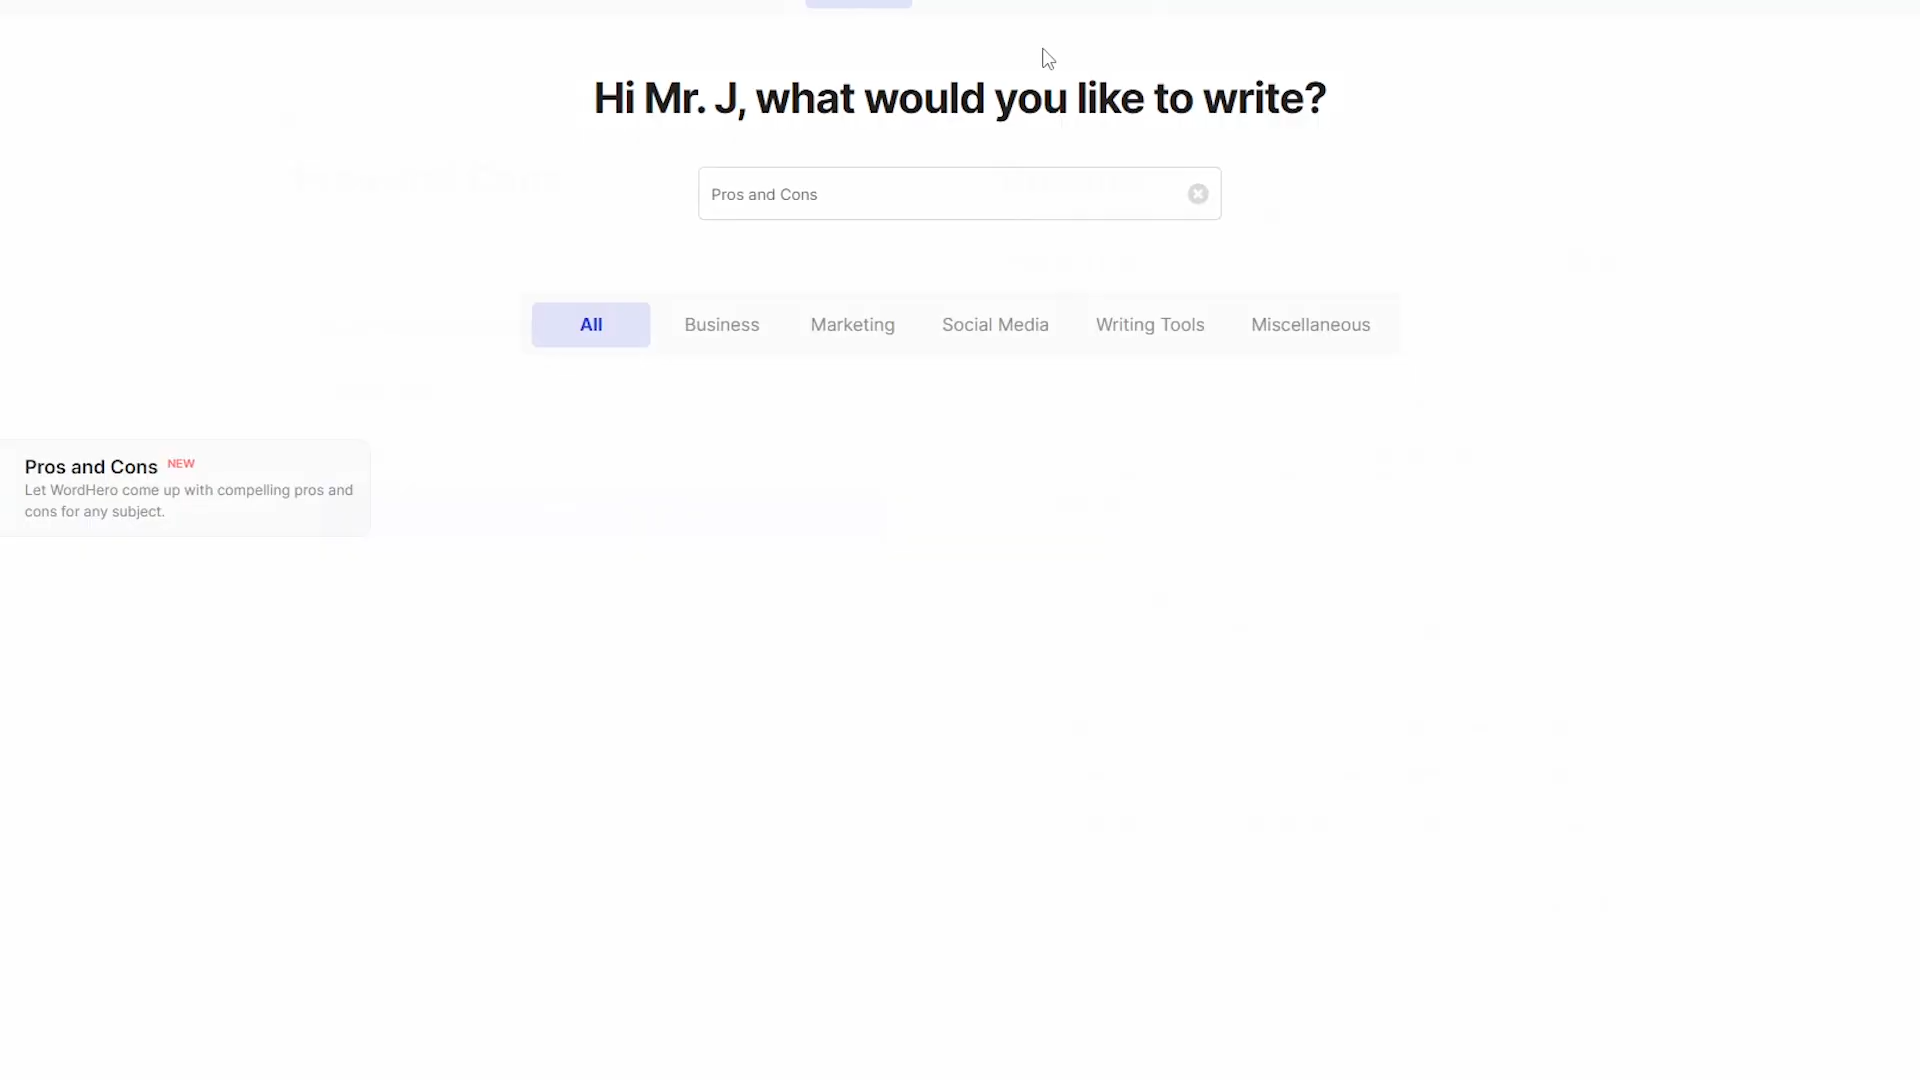 Hi Mr. J, what would you like to write?
Pros and Cons
All
Business
Marketing
Social Media
Writing Tools
Miscellaneous
Pros and Cons NEW
Let WordHero come up with compelling pros and
cons for any subject.